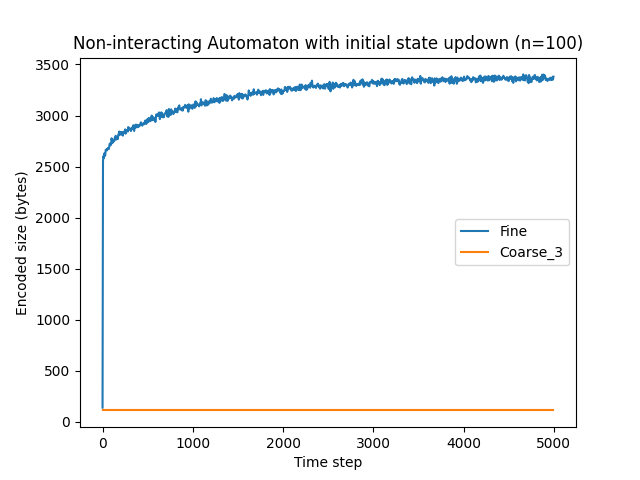 Non-interacting Automaton with initial state updown (n=100)
Encoded size (bytes)
3500
3000
2500
2000
1500
1000
500
0
Fine
Coarse_3
0 1000 2000 3000 4000 5000
Time step